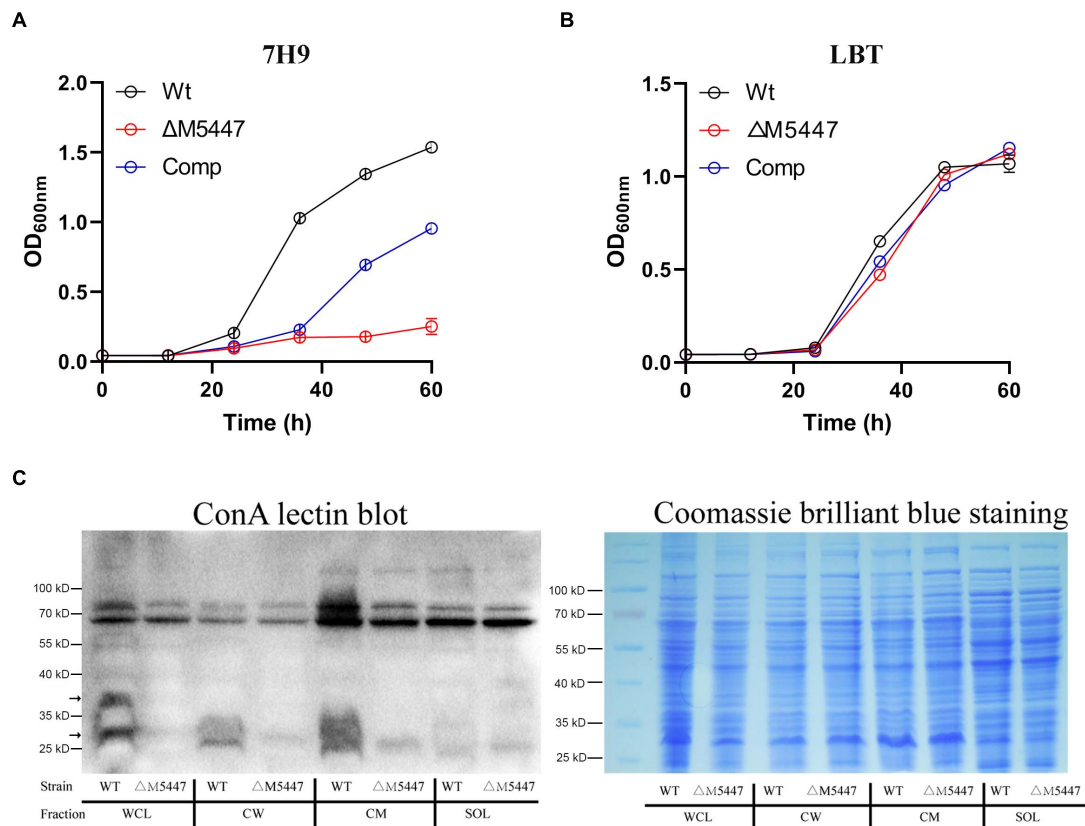 A
7H9
2.0
1.5
1.0
0.5
0.0
OD600nm
Wt
ΔM5447
Comp
0 20 40 60
Time (h)
B
LBT
1.5
1.0
0.5
0.0
OD600nm
Wt
△M5447
Comp
0 20 40 60
Time (h)
C
ConA lectin blot
100 kD
70 kD
55 kD
40 kD
35 kD
25 kD
Strain WT △M5447 WT △M5447 WT △M5447 WT △M5447
Fraction WCL CW CM SOL
Coomassie brilliant blue staining
100 kD
70 kD
55 kD
40 kD
35 kD
25 kD
WT △M5447 WT △M5447 WT △M5447 WT △M5447
WCL CW CM SOL